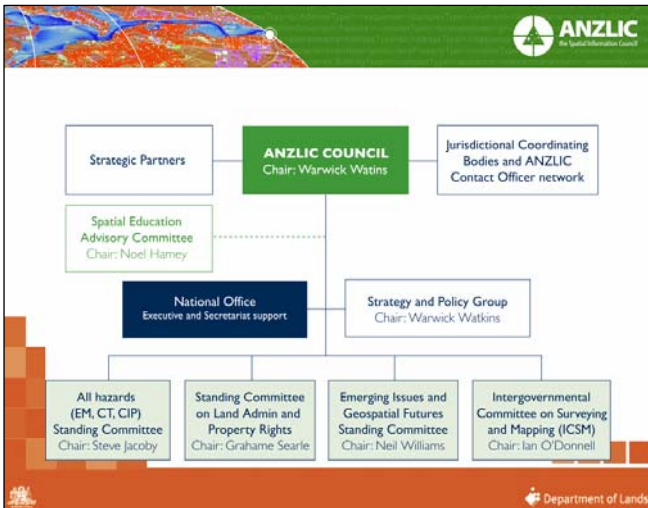 ANZLIC
the Spatial Information Council
Strategic Partners
ANZLIC COUNCIL
Chair: Warwick Watins
Jurisdictional Coordinating
Bodies and ANZLIC
Contact Officer network
Spatial Education
Advisory Committee
Chair: Noel Hamey
National Office
Executive and Secretariat support
Strategy and Policy Group
Chair: Warwick Watkins
All hazards
(EM, CT, CIP)
Standing Committee
Chair: Steve Jacoby
Standing Committee
on Land Admin and
Property Rights
Chair: Grahame Searle
Emerging Issues and
Geospatial Futures
Standing Committee
Chair: Neil Williams
Intergovernmental
Committee on Surveying
and Mapping (ICSM)
Chair: Ian O'Donnell
Department of Lands